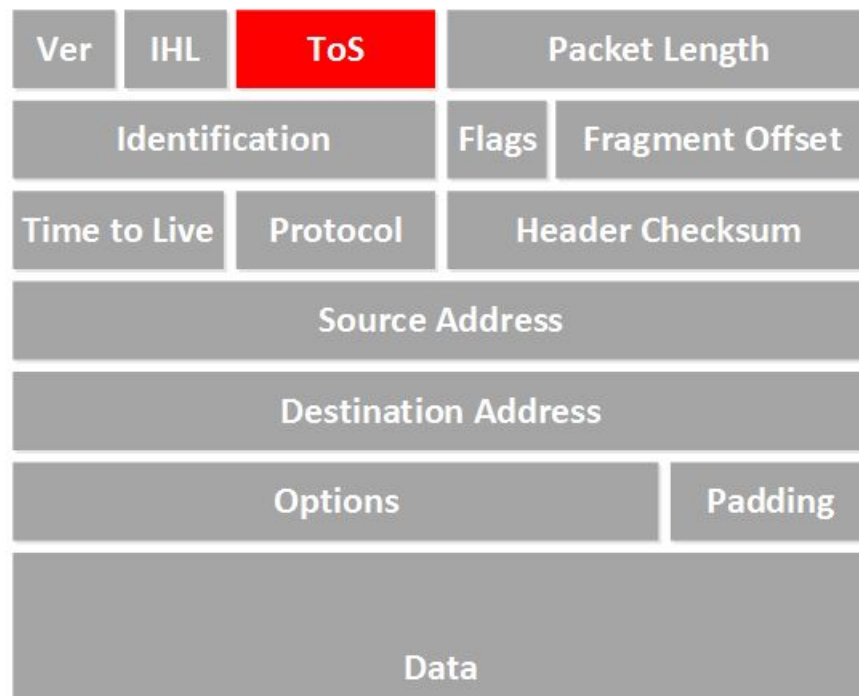 Ver IHL ToS Packet Length
Identification Flags Fragment Offset
Time to Live Protocol Header Checksum
Source Address
Destination Address
Options Padding
Data